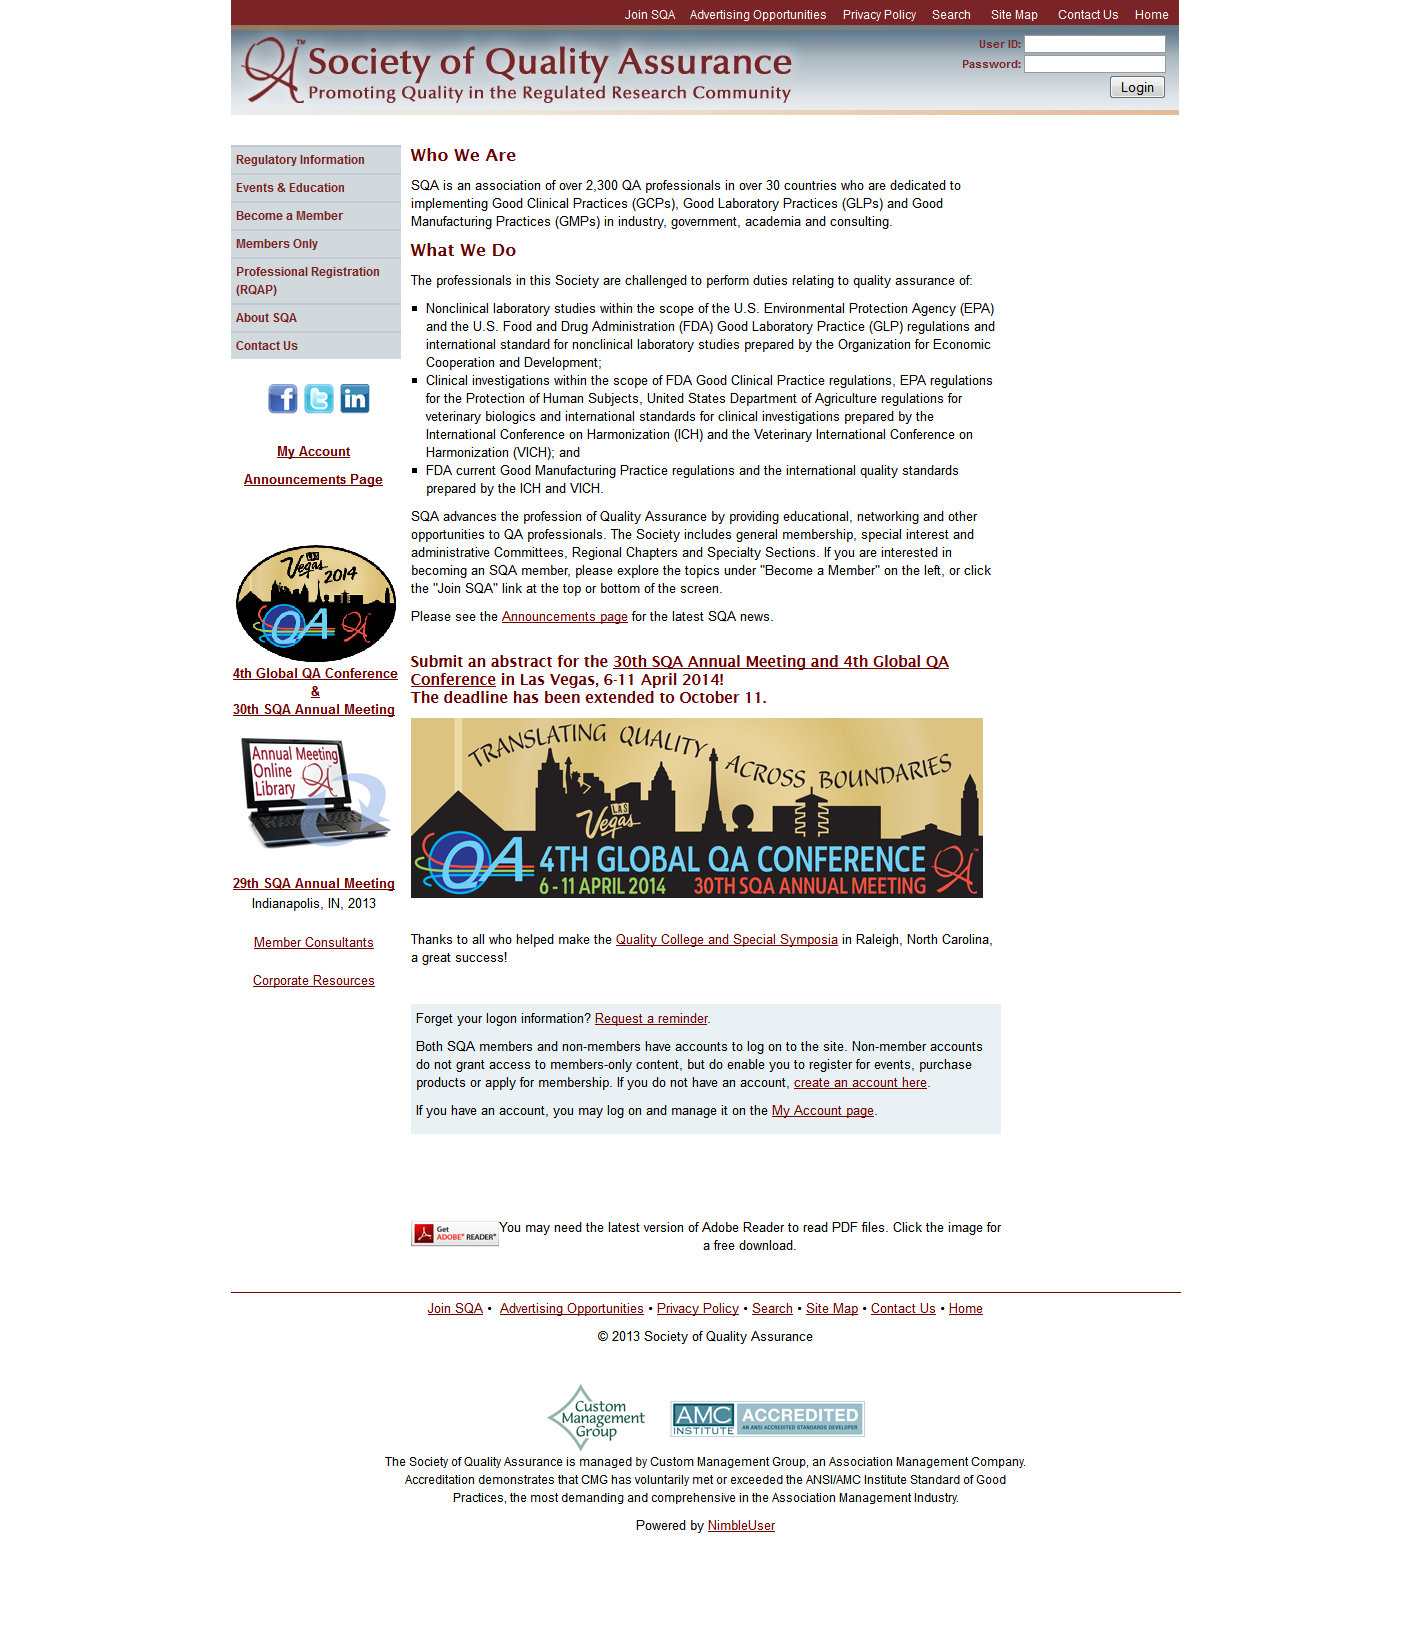 Join SQA Advertising Opportunities Privacy Policy Search Site Map Contact Us Home
QA™ Society of Quality Assurance
Promoting Quality in the Regulated Research Community
User ID:
Password:
Login
Regulatory Information
Events & Education
Become a Member
Members Only
Professional Registration
(RQAP)
About SQA
Contact Us
My Account
Announcements Page
Las Vegas 2014
QA QA
4th Global QA Conference
&
30th SQA Annual Meeting
Annual Meeting
Online
Library QA
29th SQA Annual Meeting
Indianapolis, IN, 2013
Member Consultants
Corporate Resources
Who We Are
SQA is an association of over 2,300 QA professionals in over 30 countries who are dedicated to
implementing Good Clinical Practices (GCPs), Good Laboratory Practices (GLPs) and Good
Manufacturing Practices (GMPs) in industry, government, academia and consulting.
What We Do
The professionals in this Society are challenged to perform duties relating to quality assurance of:
Nonclinical laboratory studies within the scope of the U.S. Environmental Protection Agency (EPA)
and the U.S. Food and Drug Administration (FDA) Good Laboratory Practice (GLP) regulations and
international standard for nonclinical laboratory studies prepared by the Organization for Economic
Cooperation and Development;
Clinical investigations within the scope of FDA Good Clinical Practice regulations, EPA regulations
for the Protection of Human Subjects, United States Department of Agriculture regulations for
veterinary biologics and international standards for clinical investigations prepared by the
International Conference on Harmonization (ICH) and the Veterinary International Conference on
Harmonization (VICH); and
FDA current Good Manufacturing Practice regulations and the international quality standards
prepared by the ICH and VICH.
SQA advances the profession of Quality Assurance by providing educational, networking and other
opportunities to QA professionals. The Society includes general membership, special interest and
administrative Committees, Regional Chapters and Specialty Sections. If you are interested in
becoming an SQA member, please explore the topics under "Become a Member" on the left, or click
the "Join SQA" link at the top or bottom of the screen.
Please see the Announcements page for the latest SQA news.
Submit an abstract for the 30th SQA Annual Meeting and 4th Global QA
Conference in Las Vegas, 6-11 April 2014!
The deadline has been extended to October 11.
TRANSLATING QUALITY ACROSS BOUNDARIES
LAS Vegas
QA 4TH GLOBAL QA CONFERENCE QA™
6 - 11 APRIL 2014 30TH SQA ANNUAL MEETING
Thanks to all who helped make the Quality College and Special Symposia in Raleigh, North Carolina,
a great success!
Forget your logon information? Request a reminder.
Both SQA members and non-members have accounts to log on to the site. Non-member accounts
do not grant access to members-only content, but do enable you to register for events, purchase
products or apply for membership. If you do not have an account, create an account here.
If you have an account, you may log on and manage it on the My Account page.
Get
ADOBE® READER®
You may need the latest version of Adobe Reader to read PDF files. Click the image for
a free download.
Join SQA • Advertising Opportunities • Privacy Policy • Search • Site Map • Contact Us • Home
© 2013 Society of Quality Assurance
Custom
Management
Group
AMC
INSTITUTE
ACCREDITED
AN ANSI ACCREDITED STANDARDS DEVELOPER
The Society of Quality Assurance is managed by Custom Management Group, an Association Management Company.
Accreditation demonstrates that CMG has voluntarily met or exceeded the ANSI/AMC Institute Standard of Good
Practices, the most demanding and comprehensive in the Association Management Industry.
Powered by NimbleUser